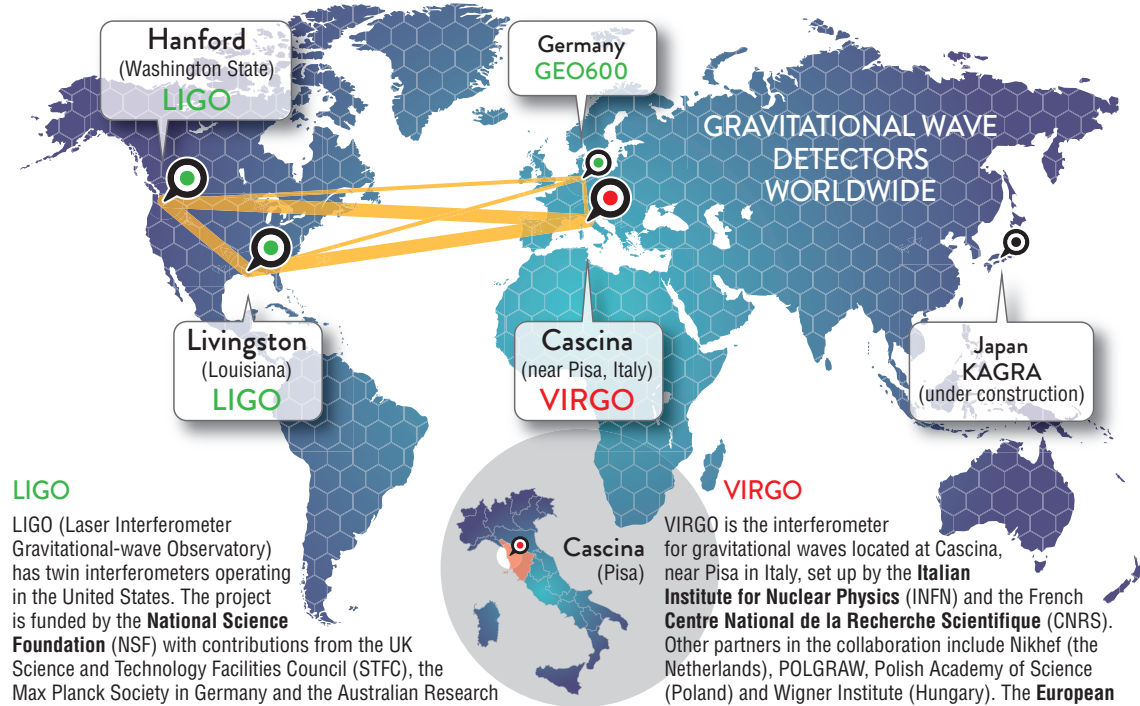 Hanford
(Washington State)
LIGO
Germany
GEO600
GRAVITATIONAL WAVE
DETECTORS
WORLDWIDE
Livingston
(Louisiana)
LIGO
Cascina
(near Pisa, Italy)
VIRGO
Japan
KAGRA
(under construction)
LIGO
LIGO (Laser Interferometer
Gravitational-wave Observatory)
has twin interferometers operating
in the United States. The project
is funded by the National Science
Foundation (NSF) with contributions from the UK
Science and Technology Facilities Council (STFC), the
Max Planck Society in Germany and the Australian Research
Cascina
(Pisa)
VIRGO
VIRGO is the interferometer
for gravitational waves located at Cascina,
near Pisa in Italy, set up by the Italian
Institute for Nuclear Physics (INFN) and the French
Centre National de la Recherche Scientifique (CNRS).
Other partners in the collaboration include Nikhef (the
Netherlands), POLGRAW, Polish Academy of Science
(Poland) and Wigner Institute (Hungary). The European